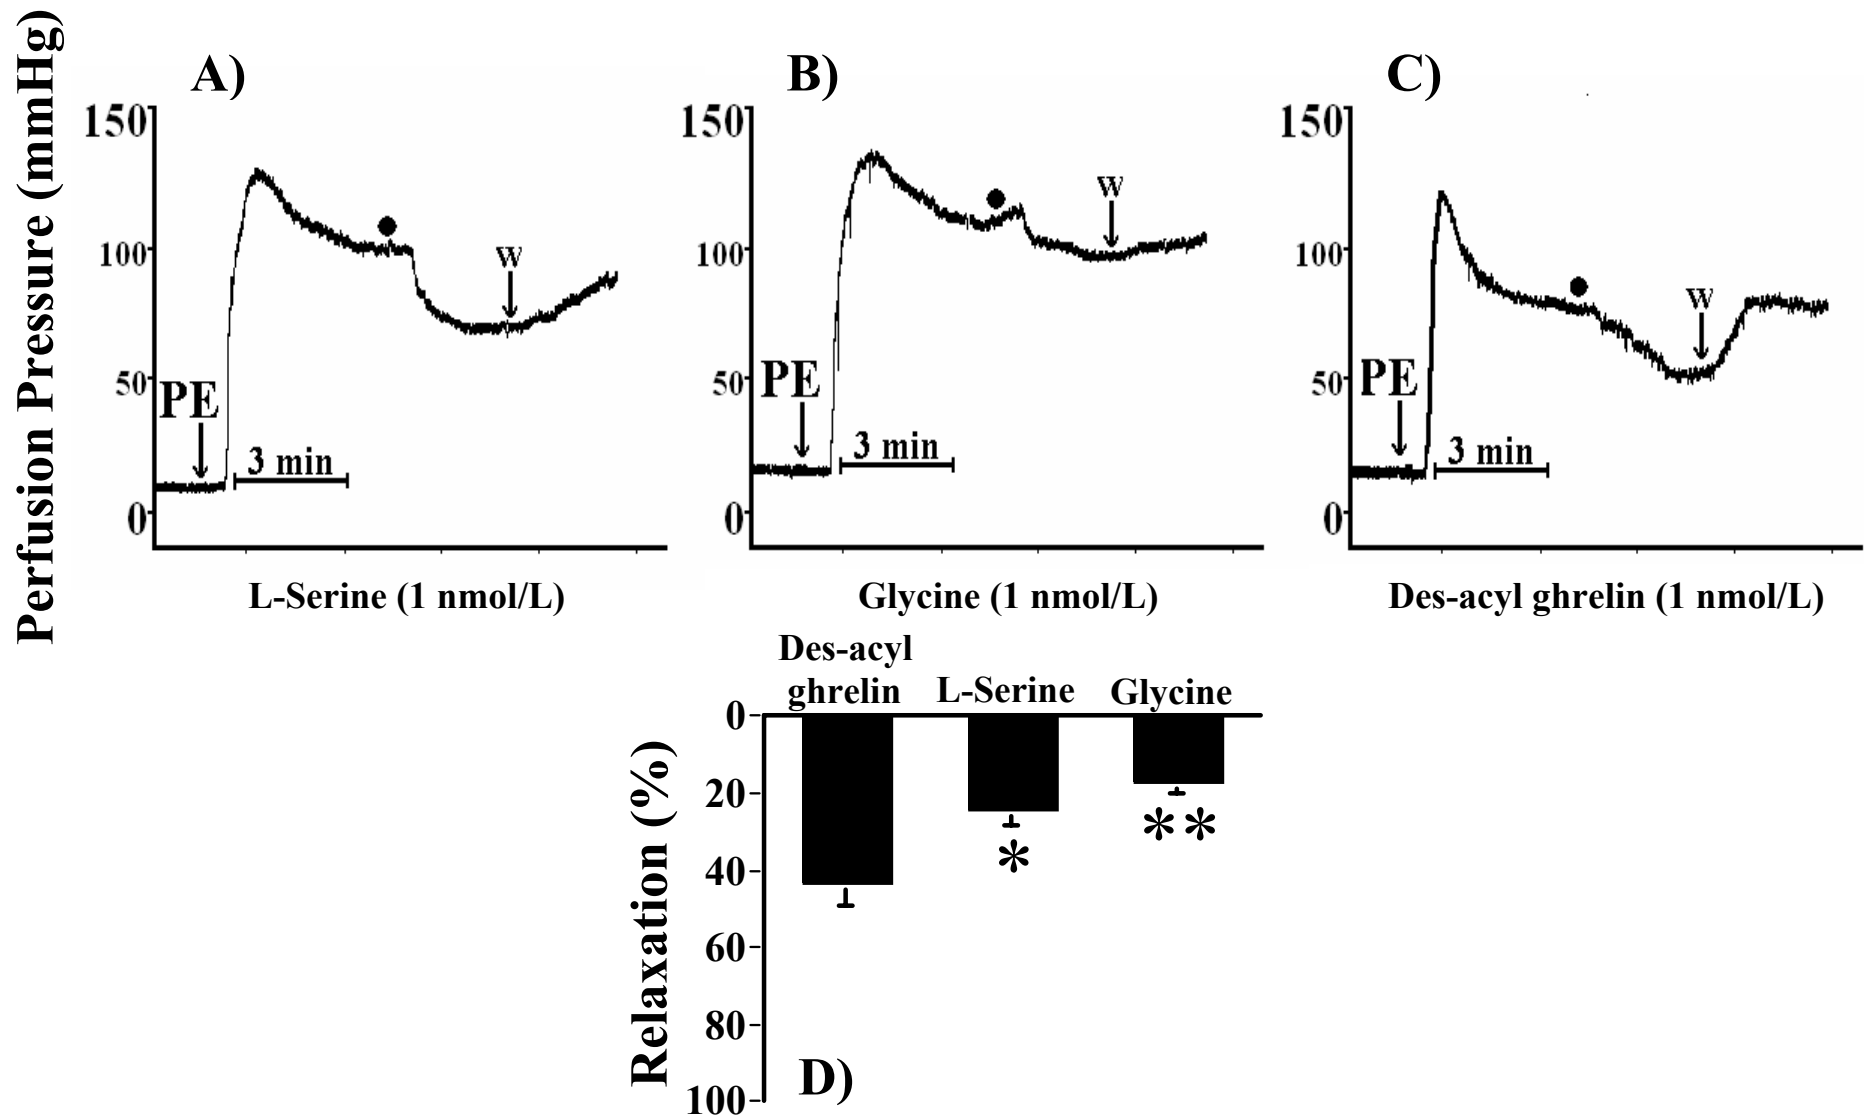 Perfusion Pressure (mmHg)
A)
150
100
50
0
PE
3 min
w
L-Serine (1 nmol/L)
B)
150
100
50
0
PE
3 min
w
Glycine (1 nmol/L)
C)
150
100
50
0
PE
3 min
w
Des-acyl ghrelin (1 nmol/L)
Des-acyl
ghrelin
L-Serine
Glycine
Relaxation (%)
0
20
40
60
80
100
*
**
D)